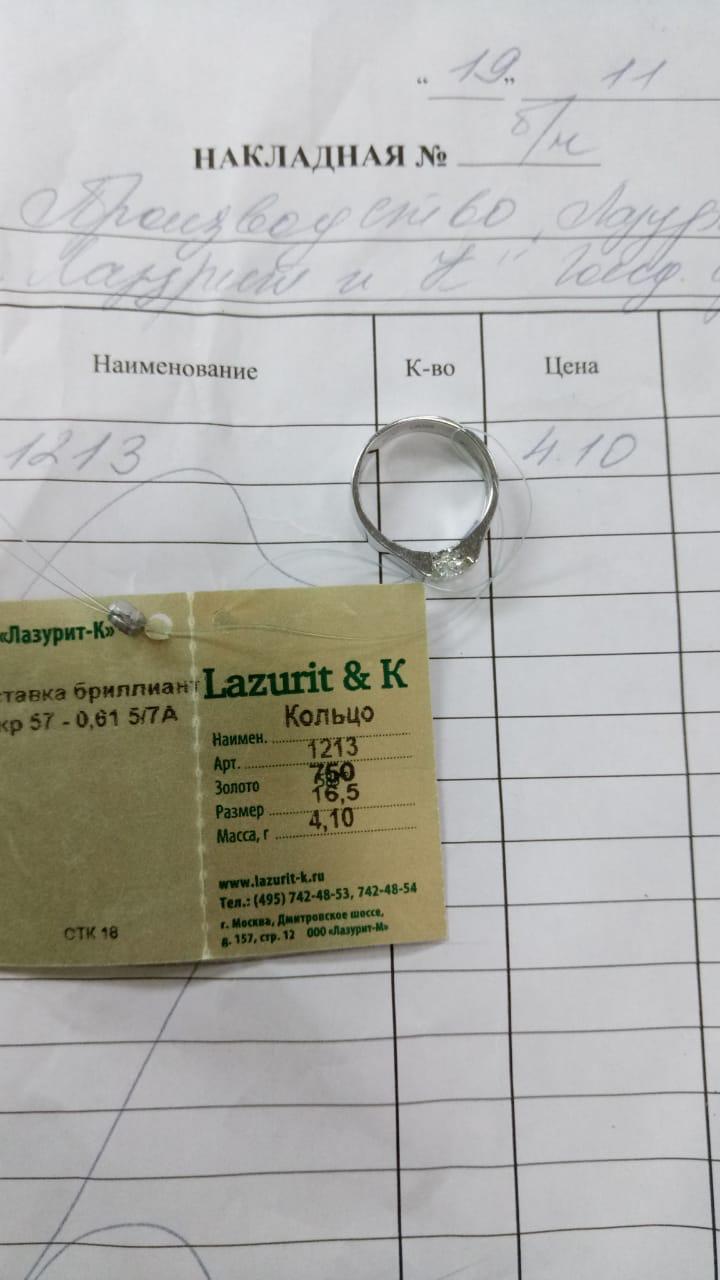 „ 19 „ 11
НАКЛАДНАЯ № б/н
Производство
Лазурит и К"
Наименование К-во Цена
1213 4.10
«Лазурит-К»
бриллиант
кр 57 - 0,61 5/7А
СТК 18
Lazurit & K
Кольцо
Наимен.
1213
Арт.
750
Золото
16,5
Размер
4,10
Масса, г
www.lazurit-k.ru
Тел.: (495) 742-48-53, 742-48-54
г. Москва, Дмитровское шоссе,
д. 157, стр. 12 ООО «Лазурит-М»